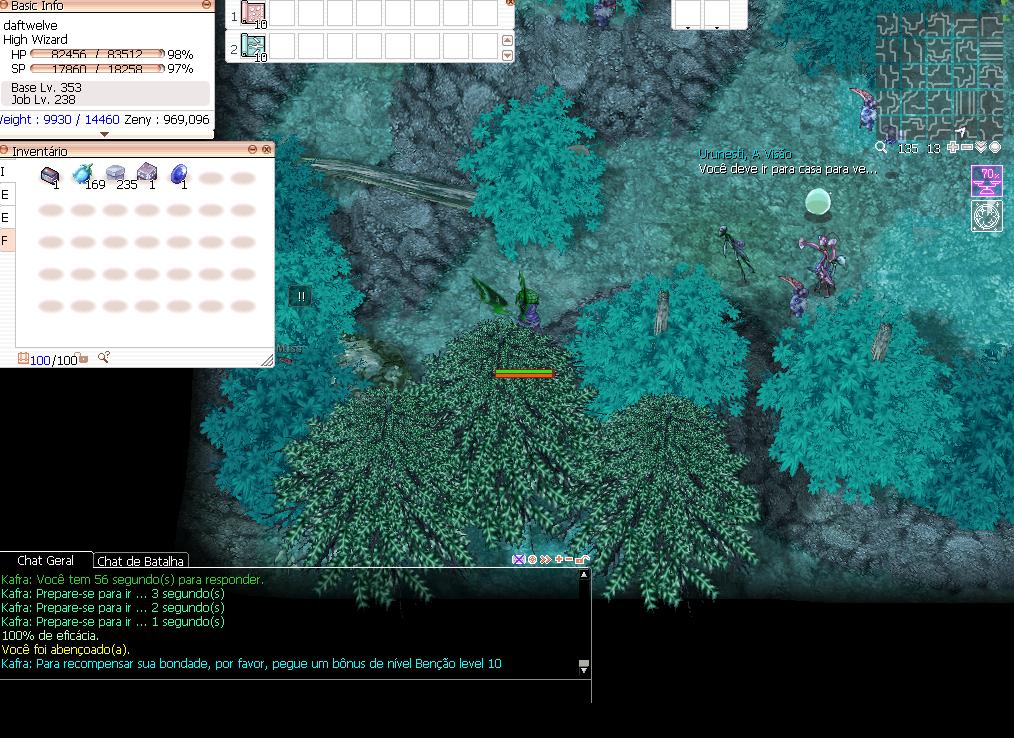 Basic Info
daftwelve
High Wizard
HP 82456 / 83512 98%
SP 17860 / 18258 97%
Base Lv. 353
Job Lv. 238
Weight : 9930 / 14460 Zeny : 969,096
1 10
2 10
Inventário
I
E
E
F
1 169 235 1 1
100/100
135 13
70%
Urunesti, A Visão
Você deve ir para casa para ve...
!!
Chat Geral Chat de Batalha
Kafra: Você tem 56 segundo(s) para responder.
Kafra: Prepare-se para ir ... 3 segundo(s)
Kafra: Prepare-se para ir ... 2 segundo(s)
Kafra: Prepare-se para ir ... 1 segundo(s)
100% de eficácia.
Você foi abençoado(a).
Kafra: Para recompensar sua bondade, por favor, pegue um bônus de nível Benção level 10